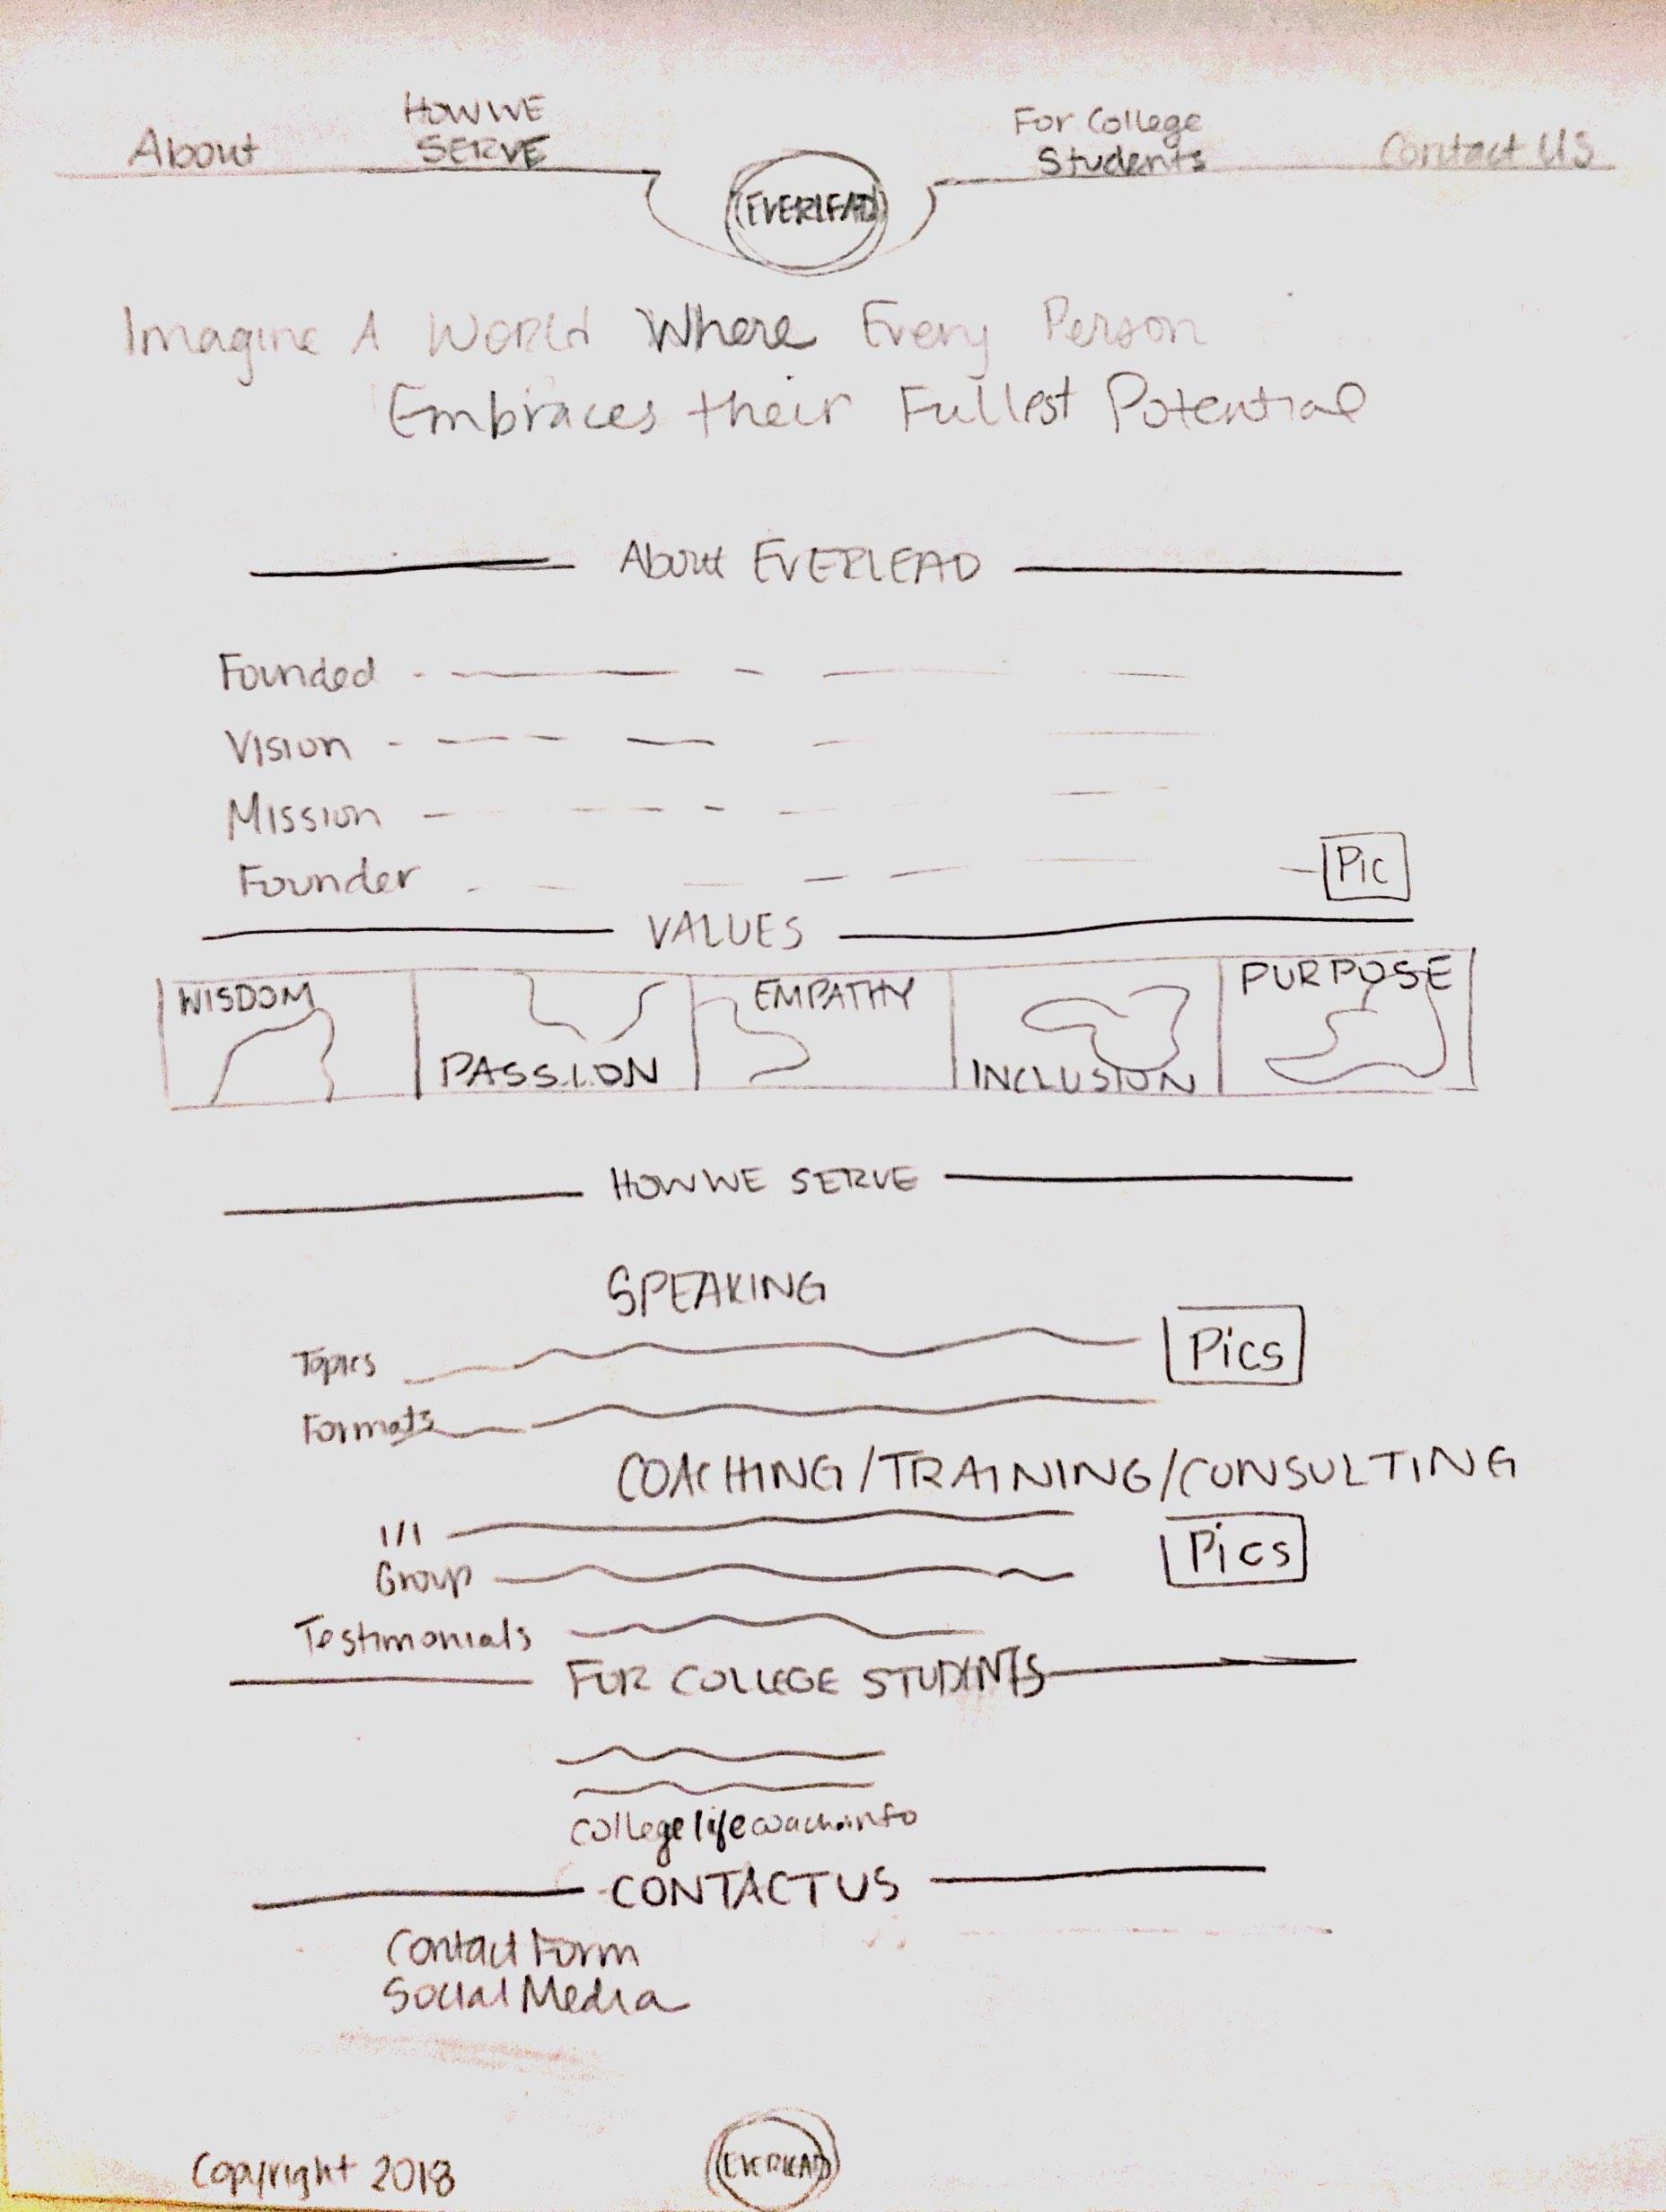 About
HOW WE
SERVE
EVERLEAD
For College
Students
Contact US
Imagine A World Where Every Person
Embraces their Fullest Potential
About EVERLEAD
Founded
Vision
Mission
Founder
Pic
VALUES
WISDOM
PASSION
EMPATHY
INCLUSION
PURPOSE
HOW WE SERVE
SPEAKING
Topics
Pics
Formats
COACHING/TRAINING/CONSULTING
1/1
Pics
Group
Testimonials
FOR COLLEGE STUDENTS
collegelifecoach.info
CONTACT US
Contact Form
Social Media
Copyright 2018
EVERLEAD